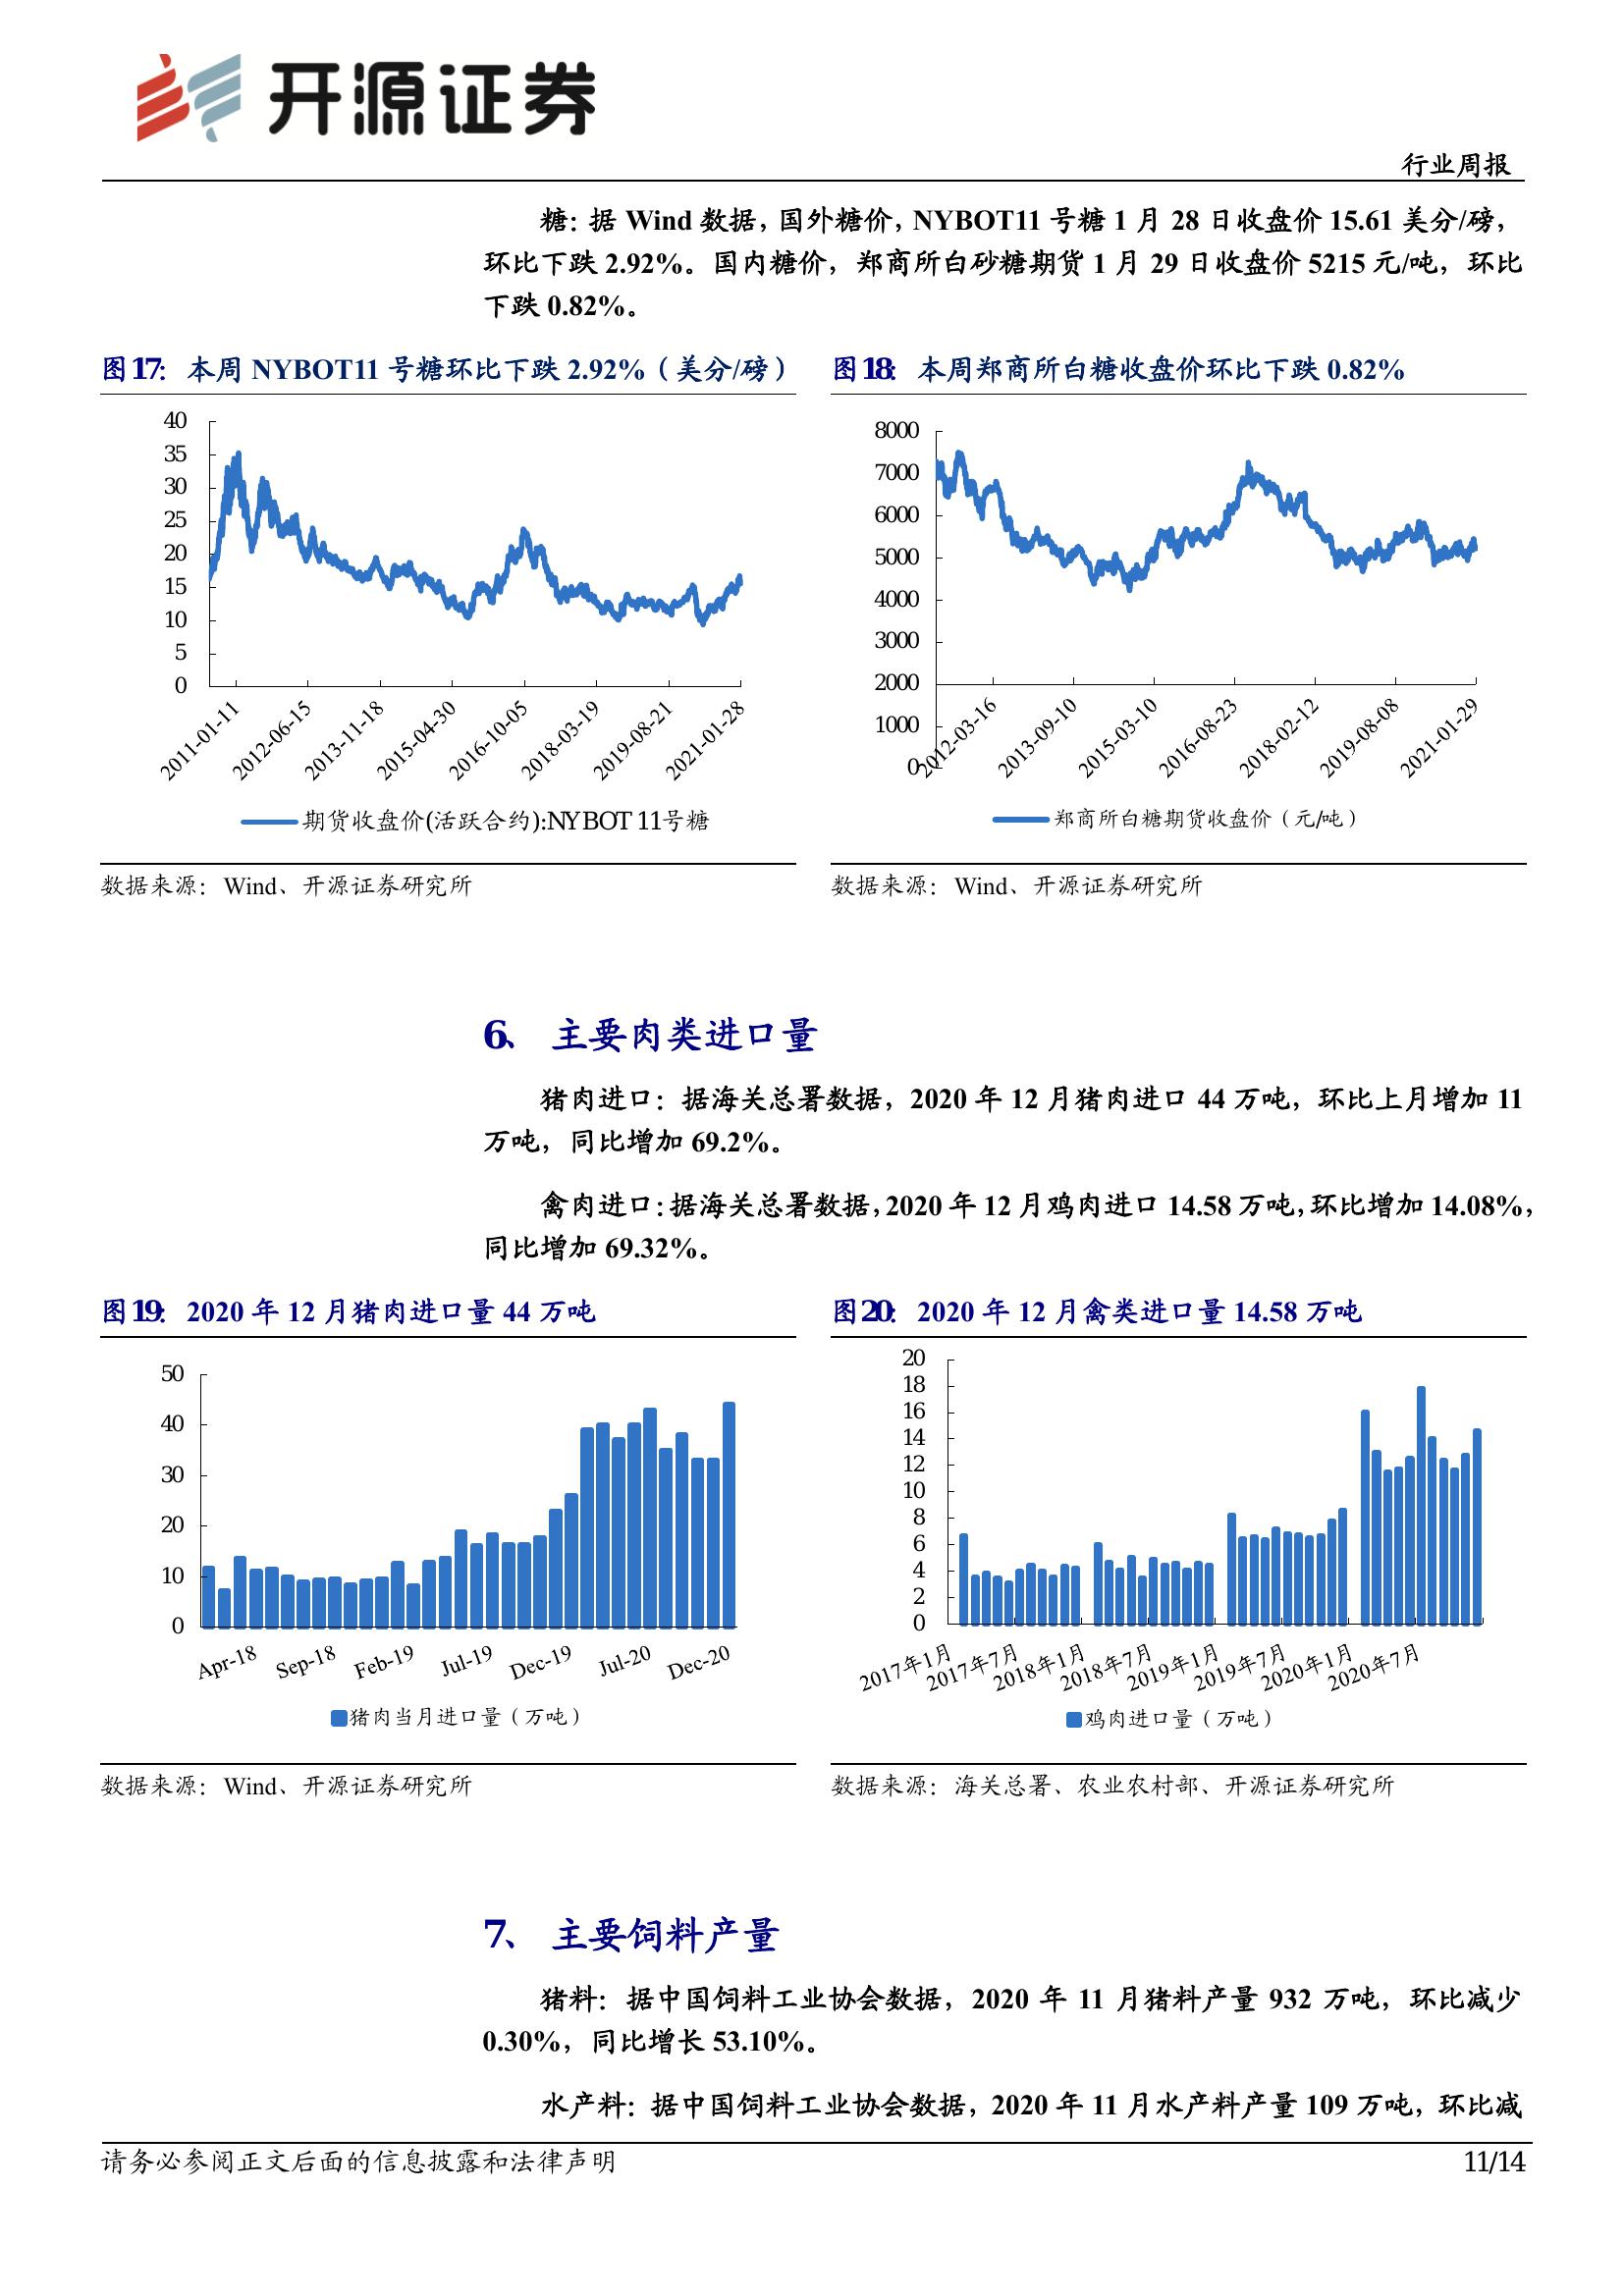 开源证券
行业周报
糖：据 Wind 数据，国外糖价，NYBOT11 号糖 1 月 28 日收盘价 15.61 美分/磅，
环比下跌 2.92%。国内糖价，郑商所白砂糖期货 1 月 29 日收盘价 5215 元/吨，环比
下跌 0.82%。
图17： 本周 NYBOT11 号糖环比下跌 2.92%（美分/磅）
40
35
30
25
20
15
10
5
0
2011-01-11
2012-06-15
2013-11-18
2015-04-30
2016-10-05
2018-03-19
2019-08-21
2021-01-28
期货收盘价(活跃合约):NYBOT 11号糖
数据来源：Wind、开源证券研究所
图18： 本周郑商所白糖收盘价环比下跌 0.82%
8000
7000
6000
5000
4000
3000
2000
1000
0
2012-03-16
2013-09-10
2015-03-10
2016-08-23
2018-02-12
2019-08-08
2021-01-29
郑商所白糖期货收盘价（元/吨）
数据来源：Wind、开源证券研究所
6、 主要肉类进口量
猪肉进口：据海关总署数据，2020 年 12 月猪肉进口 44 万吨，环比上月增加 11
万吨，同比增加 69.2%。
禽肉进口：据海关总署数据，2020 年 12 月鸡肉进口 14.58 万吨，环比增加 14.08%，
同比增加 69.32%。
图19： 2020 年 12 月猪肉进口量 44 万吨
50
40
30
20
10
0
Apr-18
Sep-18
Feb-19
Jul-19
Dec-19
Jul-20
Dec-20
猪肉当月进口量（万吨）
数据来源：Wind、开源证券研究所
图20： 2020 年 12 月禽类进口量 14.58 万吨
20
18
16
14
12
10
8
6
4
2
0
2017年1月
2017年7月
2018年1月
2018年7月
2019年1月
2019年7月
2020年1月
2020年7月
鸡肉进口量（万吨）
数据来源：海关总署、农业农村部、开源证券研究所
7、 主要饲料产量
猪料：据中国饲料工业协会数据，2020 年 11 月猪料产量 932 万吨，环比减少
0.30%，同比增长 53.10%。
水产料：据中国饲料工业协会数据，2020 年 11 月水产料产量 109 万吨，环比减
请务必参阅正文后面的信息披露和法律声明
11/14